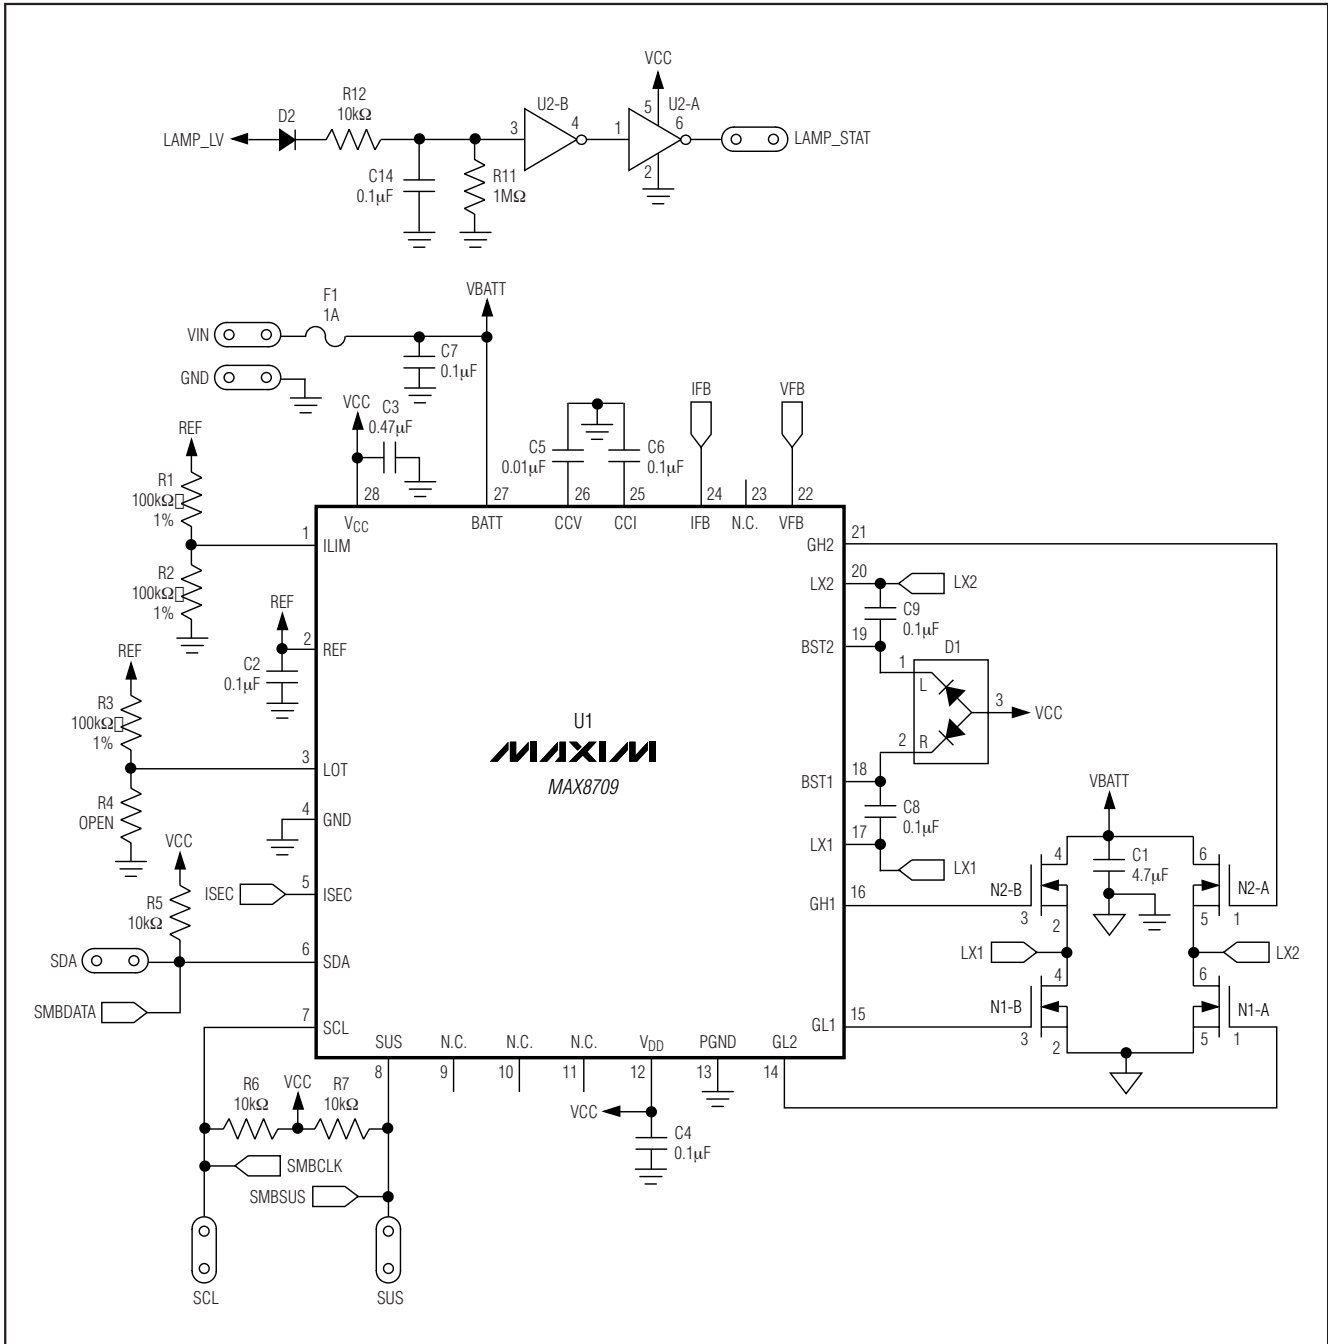 VCC
R12
10kΩ
D2
U2-B
U2-A
5
3
4
1
6
2
LAMP_LV
LAMP_STAT
C14
0.1µF
R11
1MΩ
F1
1A
VBATT
VIN
C7
0.1µF
GND
VCC
C3
0.47µF
IFB
VFB
REF
C5
0.01µF
C6
0.1µF
R1
100kΩ
1%
28
27
26
25
24
23
22
VCC
BATT
CCV
CCI
IFB
N.C.
VFB
1
ILIM
GH2
21
R2
100kΩ
1%
LX2
20
LX2
REF
C9
0.1µF
2
REF
BST2
19
D1
C2
0.1µF
REF
1
L
3
VCC
2
R
R3
100kΩ
1%
U1
MAXIM
MAX8709
3
LOT
BST1
18
VBATT
R4
OPEN
4
GND
C8
0.1µF
LX1
17
LX1
VCC
4
C1
4.7µF
6
5
ISEC
ISEC
GH1
16
N2-B
N2-A
3
2
5
1
R5
10kΩ
SDA
6
SDA
LX1
LX2
SMBDATA
4
6
7
SCL
GL1
15
N1-B
N1-A
3
2
5
1
SUS
N.C.
N.C.
N.C.
VDD
PGND
GL2
8
9
10
11
12
13
14
R6
10kΩ
VCC
R7
10kΩ
VCC
C4
0.1µF
SMBCLK
SMBSUS
SCL
SUS